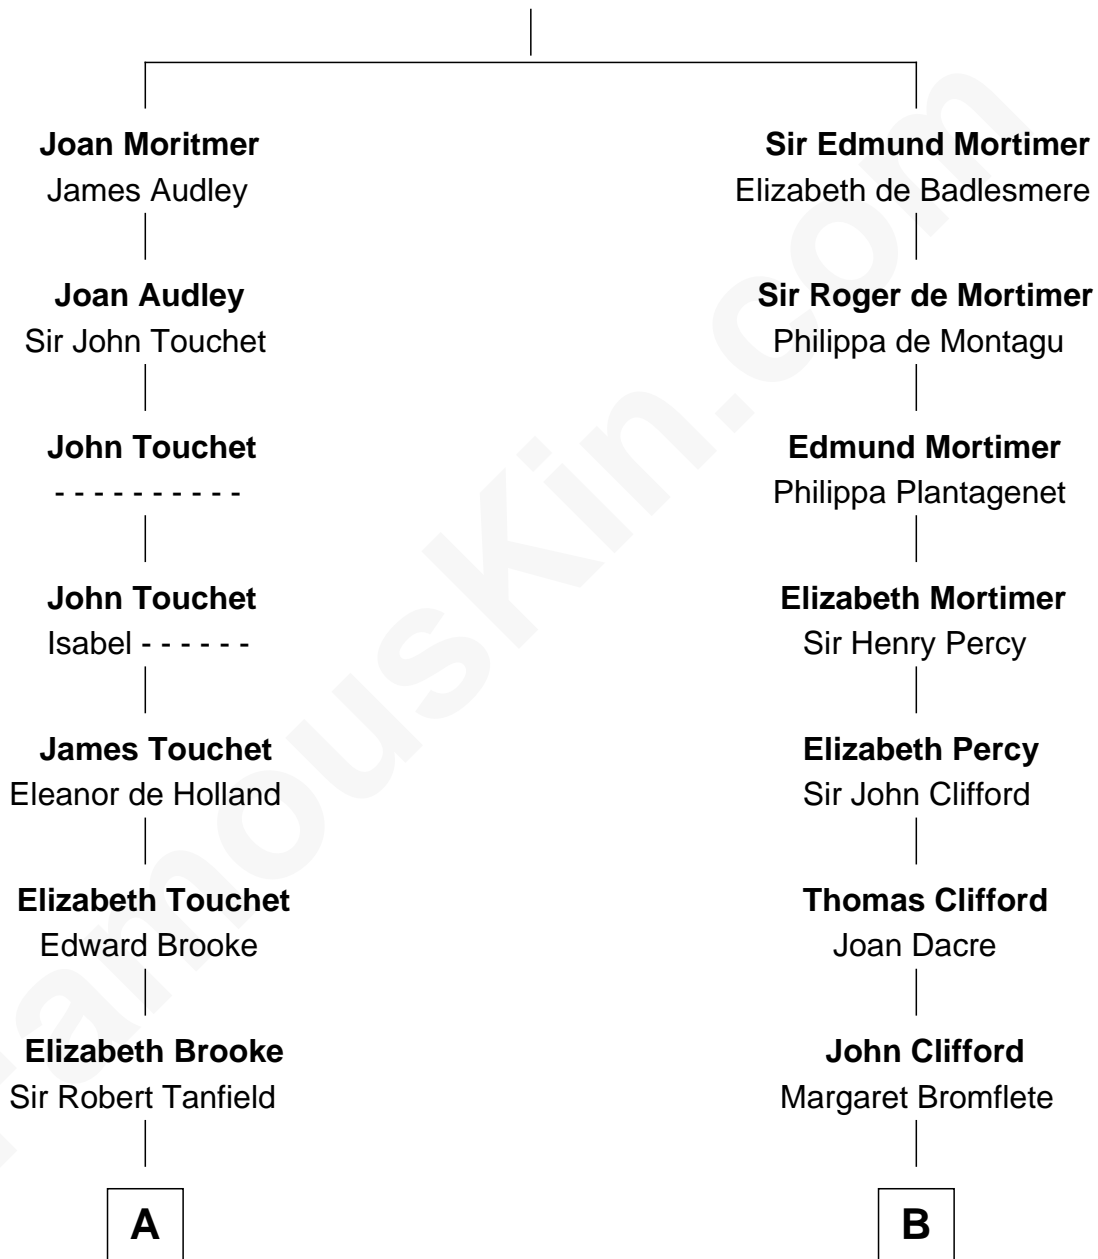 Joan Moritmer
James Audley
Joan Audley
Sir John Touchet
John Touchet
- - - - - - - - - -
John Touchet
Isabel - - - - - -
James Touchet
Eleanor de Holland
Elizabeth Touchet
Edward Brooke
Elizabeth Brooke
Sir Robert Tanfield
A
Sir Edmund Mortimer
Elizabeth de Badlesmere
Sir Roger de Mortimer
Philippa de Montagu
Edmund Mortimer
Philippa Plantagenet
Elizabeth Mortimer
Sir Henry Percy
Elizabeth Percy
Sir John Clifford
Thomas Clifford
Joan Dacre
John Clifford
Margaret Bromflete
B
FamousKin.com